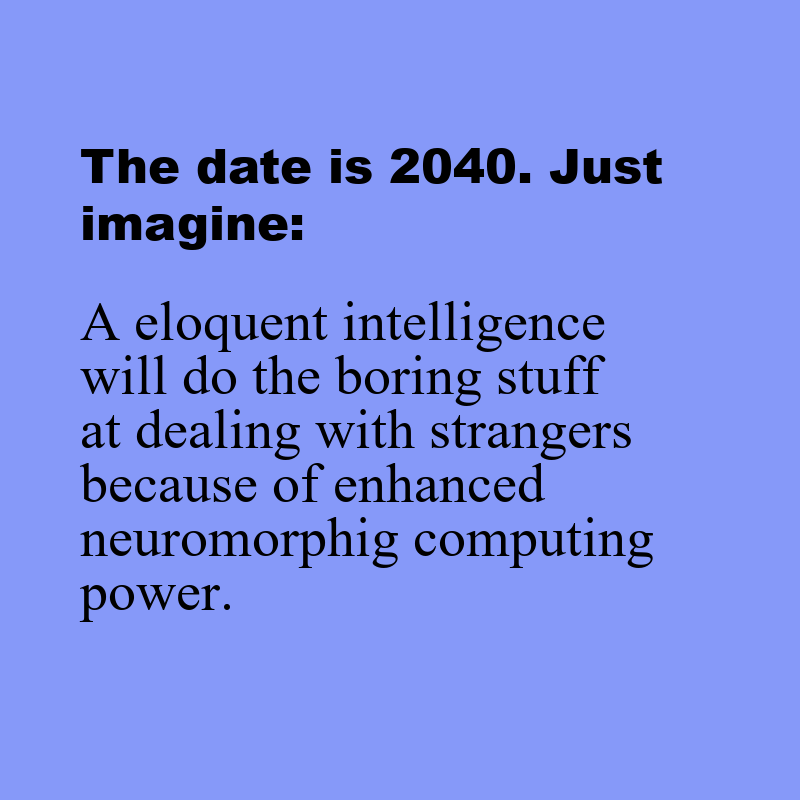 The date is 2040. Just
imagine:
A eloquent intelligence
will do the boring stuff
at dealing with strangers
because of enhanced
neuromorphig computing
power.